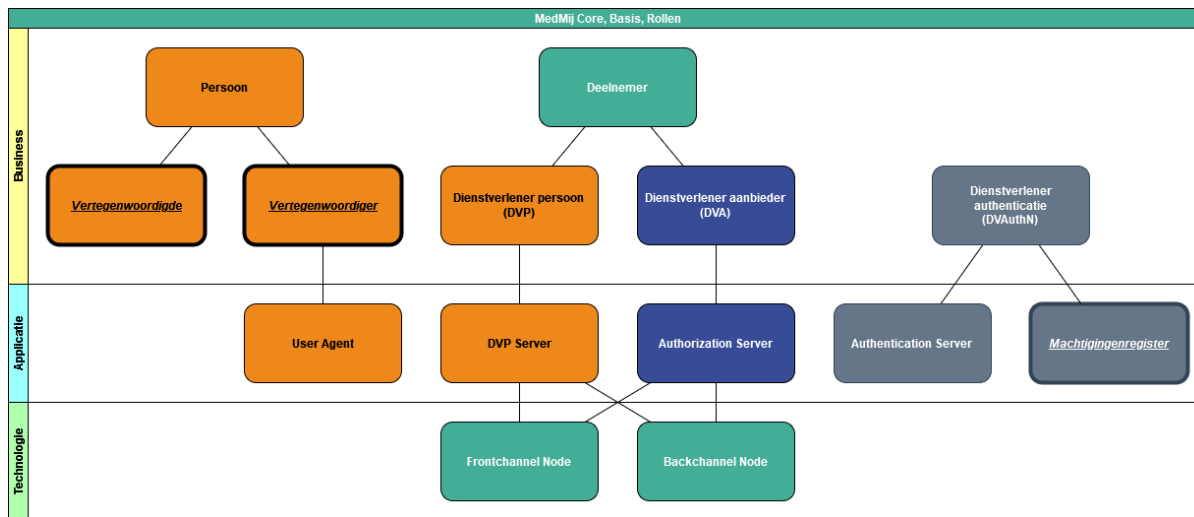 MedMij Core, Basis, Rollen
Business
Persoon
Deelnemer
Vertegenwoordigde
Vertegenwoordiger
Dienstverlener persoon
(DVP)
Dienstverlener aanbieder
(DVA)
Dienstverlener
authenticatie
(DVAuthN)
Applicatie
User Agent
DVP Server
Authorization Server
Authentication Server
Machtigingenregister
Technologie
Frontchannel Node
Backchannel Node